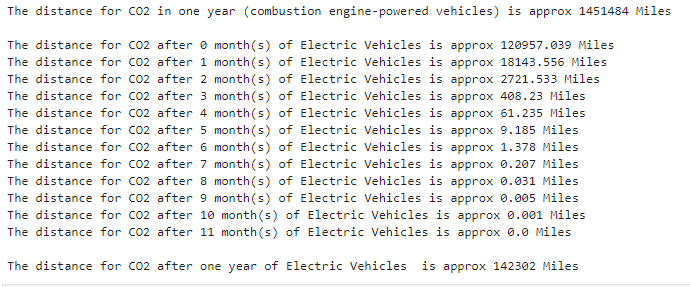 The distance for CO2 in one year (combustion engine-powered vehicles) is approx 1451484 Miles
The distance for CO2 after 0 month(s) of Electric Vehicles is approx 120957.039 Miles
The distance for CO2 after 1 month(s) of Electric Vehicles is approx 18143.556 Miles
The distance for CO2 after 2 month(s) of Electric Vehicles is approx 2721.533 Miles
The distance for CO2 after 3 month(s) of Electric Vehicles is approx 408.23 Miles
The distance for CO2 after 4 month(s) of Electric Vehicles is approx 61.235 Miles
The distance for CO2 after 5 month(s) of Electric Vehicles is approx 9.185 Miles
The distance for CO2 after 6 month(s) of Electric Vehicles is approx 1.378 Miles
The distance for CO2 after 7 month(s) of Electric Vehicles is approx 0.207 Miles
The distance for CO2 after 8 month(s) of Electric Vehicles is approx 0.031 Miles
The distance for CO2 after 9 month(s) of Electric Vehicles is approx 0.005 Miles
The distance for CO2 after 10 month(s) of Electric Vehicles is approx 0.001 Miles
The distance for CO2 after 11 month(s) of Electric Vehicles is approx 0.0 Miles
The distance for CO2 after one year of Electric Vehicles  is approx 142302 Miles